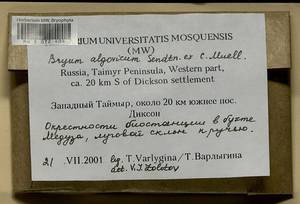 Herbarium MW, Bryophyta
RIUM UNIVERSITATIS MOSQUENSIS
(MW)
Bryum algovicum Sendtn. ex C. Muell.
Russia, Taimyr Peninsula, Western part,
ca. 20 km S of Dickson settlement
Западный Таймыр, около 20 км южнее пос.
Диксон
Окрестности биостанции в бухте
Медуза, луговой склон к ручью.
21 .VII.2001 leg. T. Varlygina / Т. Варлыгина
det. V.I. Zolotov